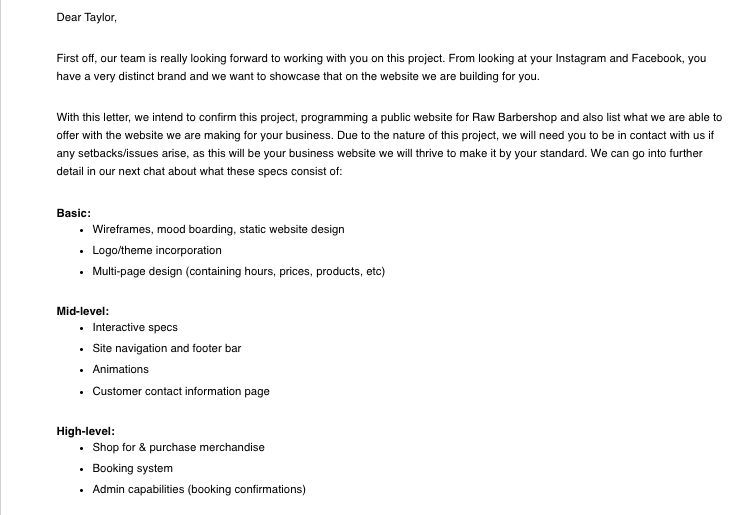 Dear Taylor,
First off, our team is really looking forward to working with you on this project. From looking at your Instagram and Facebook, you
have a very distinct brand and we want to showcase that on the website we are building for you.
With this letter, we intend to confirm this project, programming a public website for Raw Barbershop and also list what we are able to
offer with the website we are making for your business. Due to the nature of this project, we will need you to be in contact with us if
any setbacks/issues arise, as this will be your business website we will thrive to make it by your standard. We can go into further
detail in our next chat about what these specs consist of:
Basic:
• Wireframes, mood boarding, static website design
• Logo/theme incorporation
• Multi-page design (containing hours, prices, products, etc)
Mid-level:
• Interactive specs
• Site navigation and footer bar
• Animations
• Customer contact information page
High-level:
• Shop for & purchase merchandise
• Booking system
• Admin capabilities (booking confirmations)